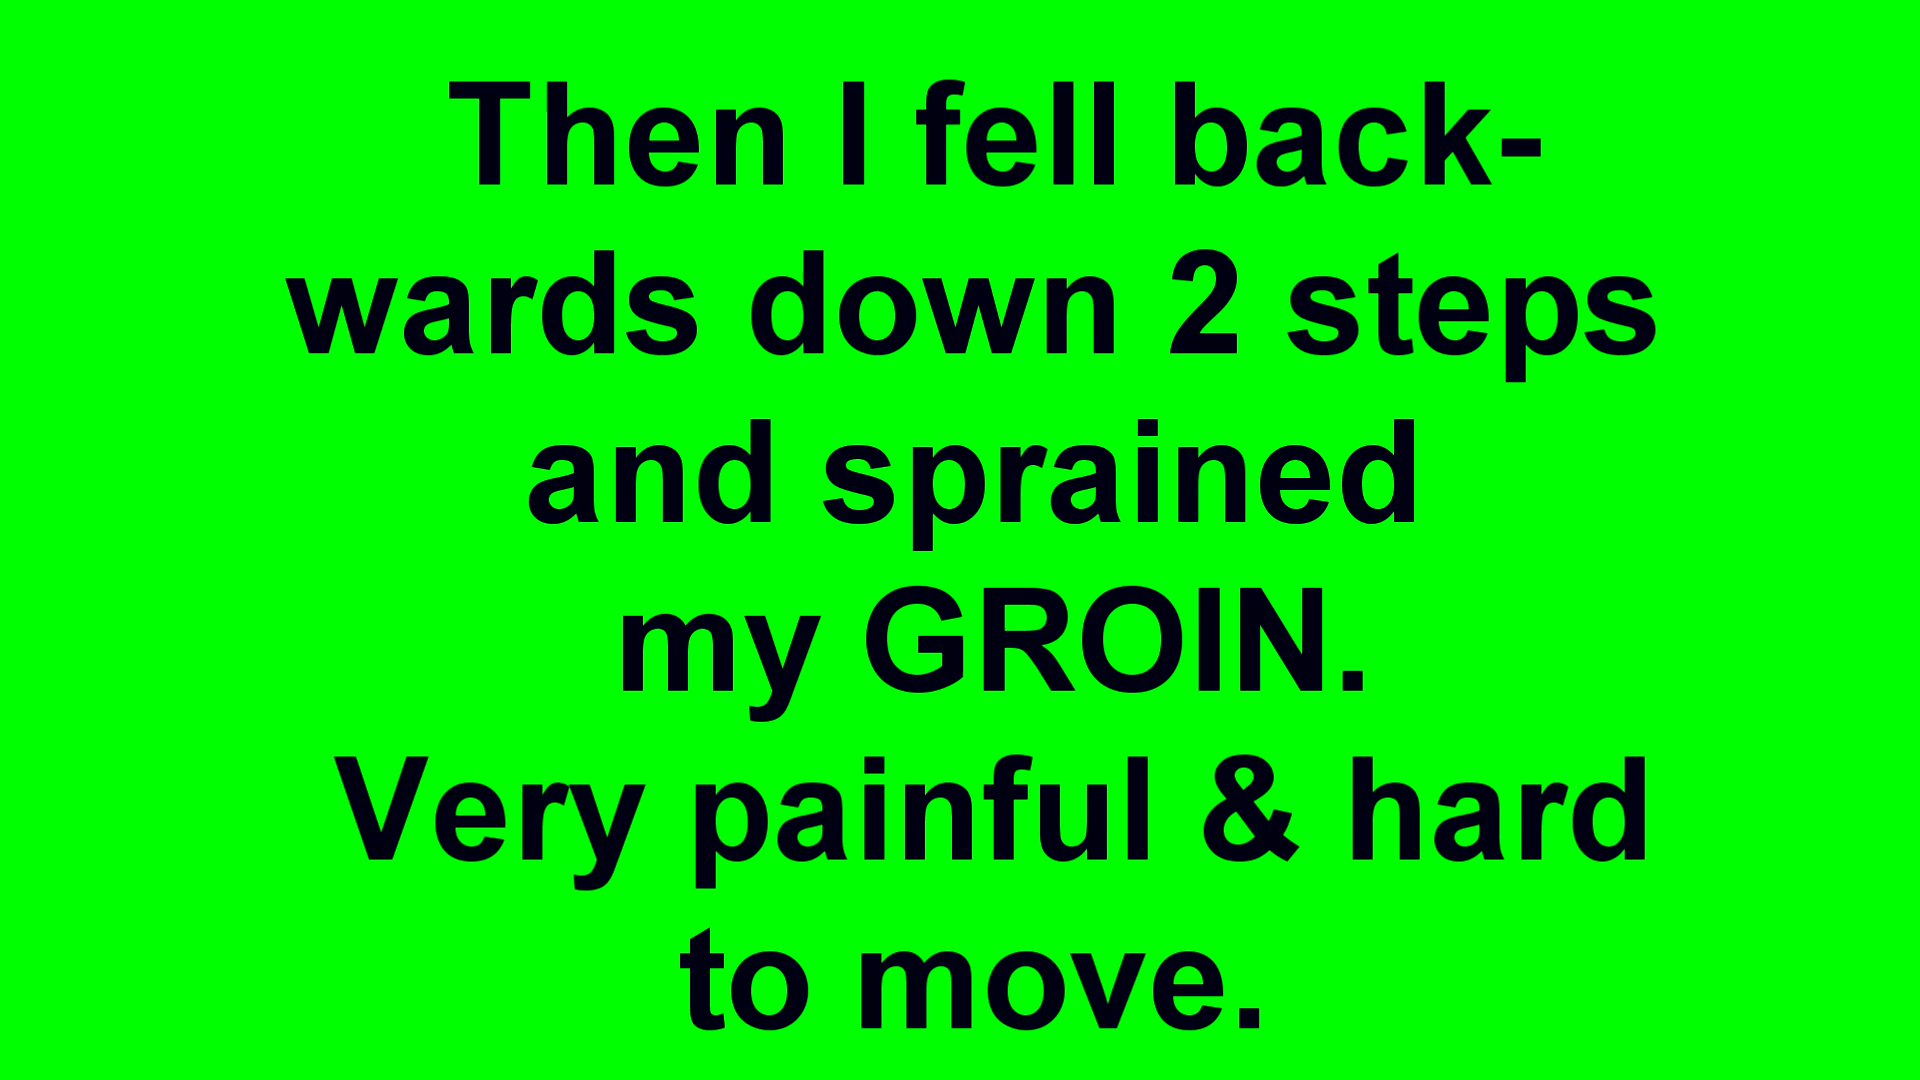 Then I fell back-
wards down 2 steps
and sprained
my GROIN.
Very painful & hard
to move.